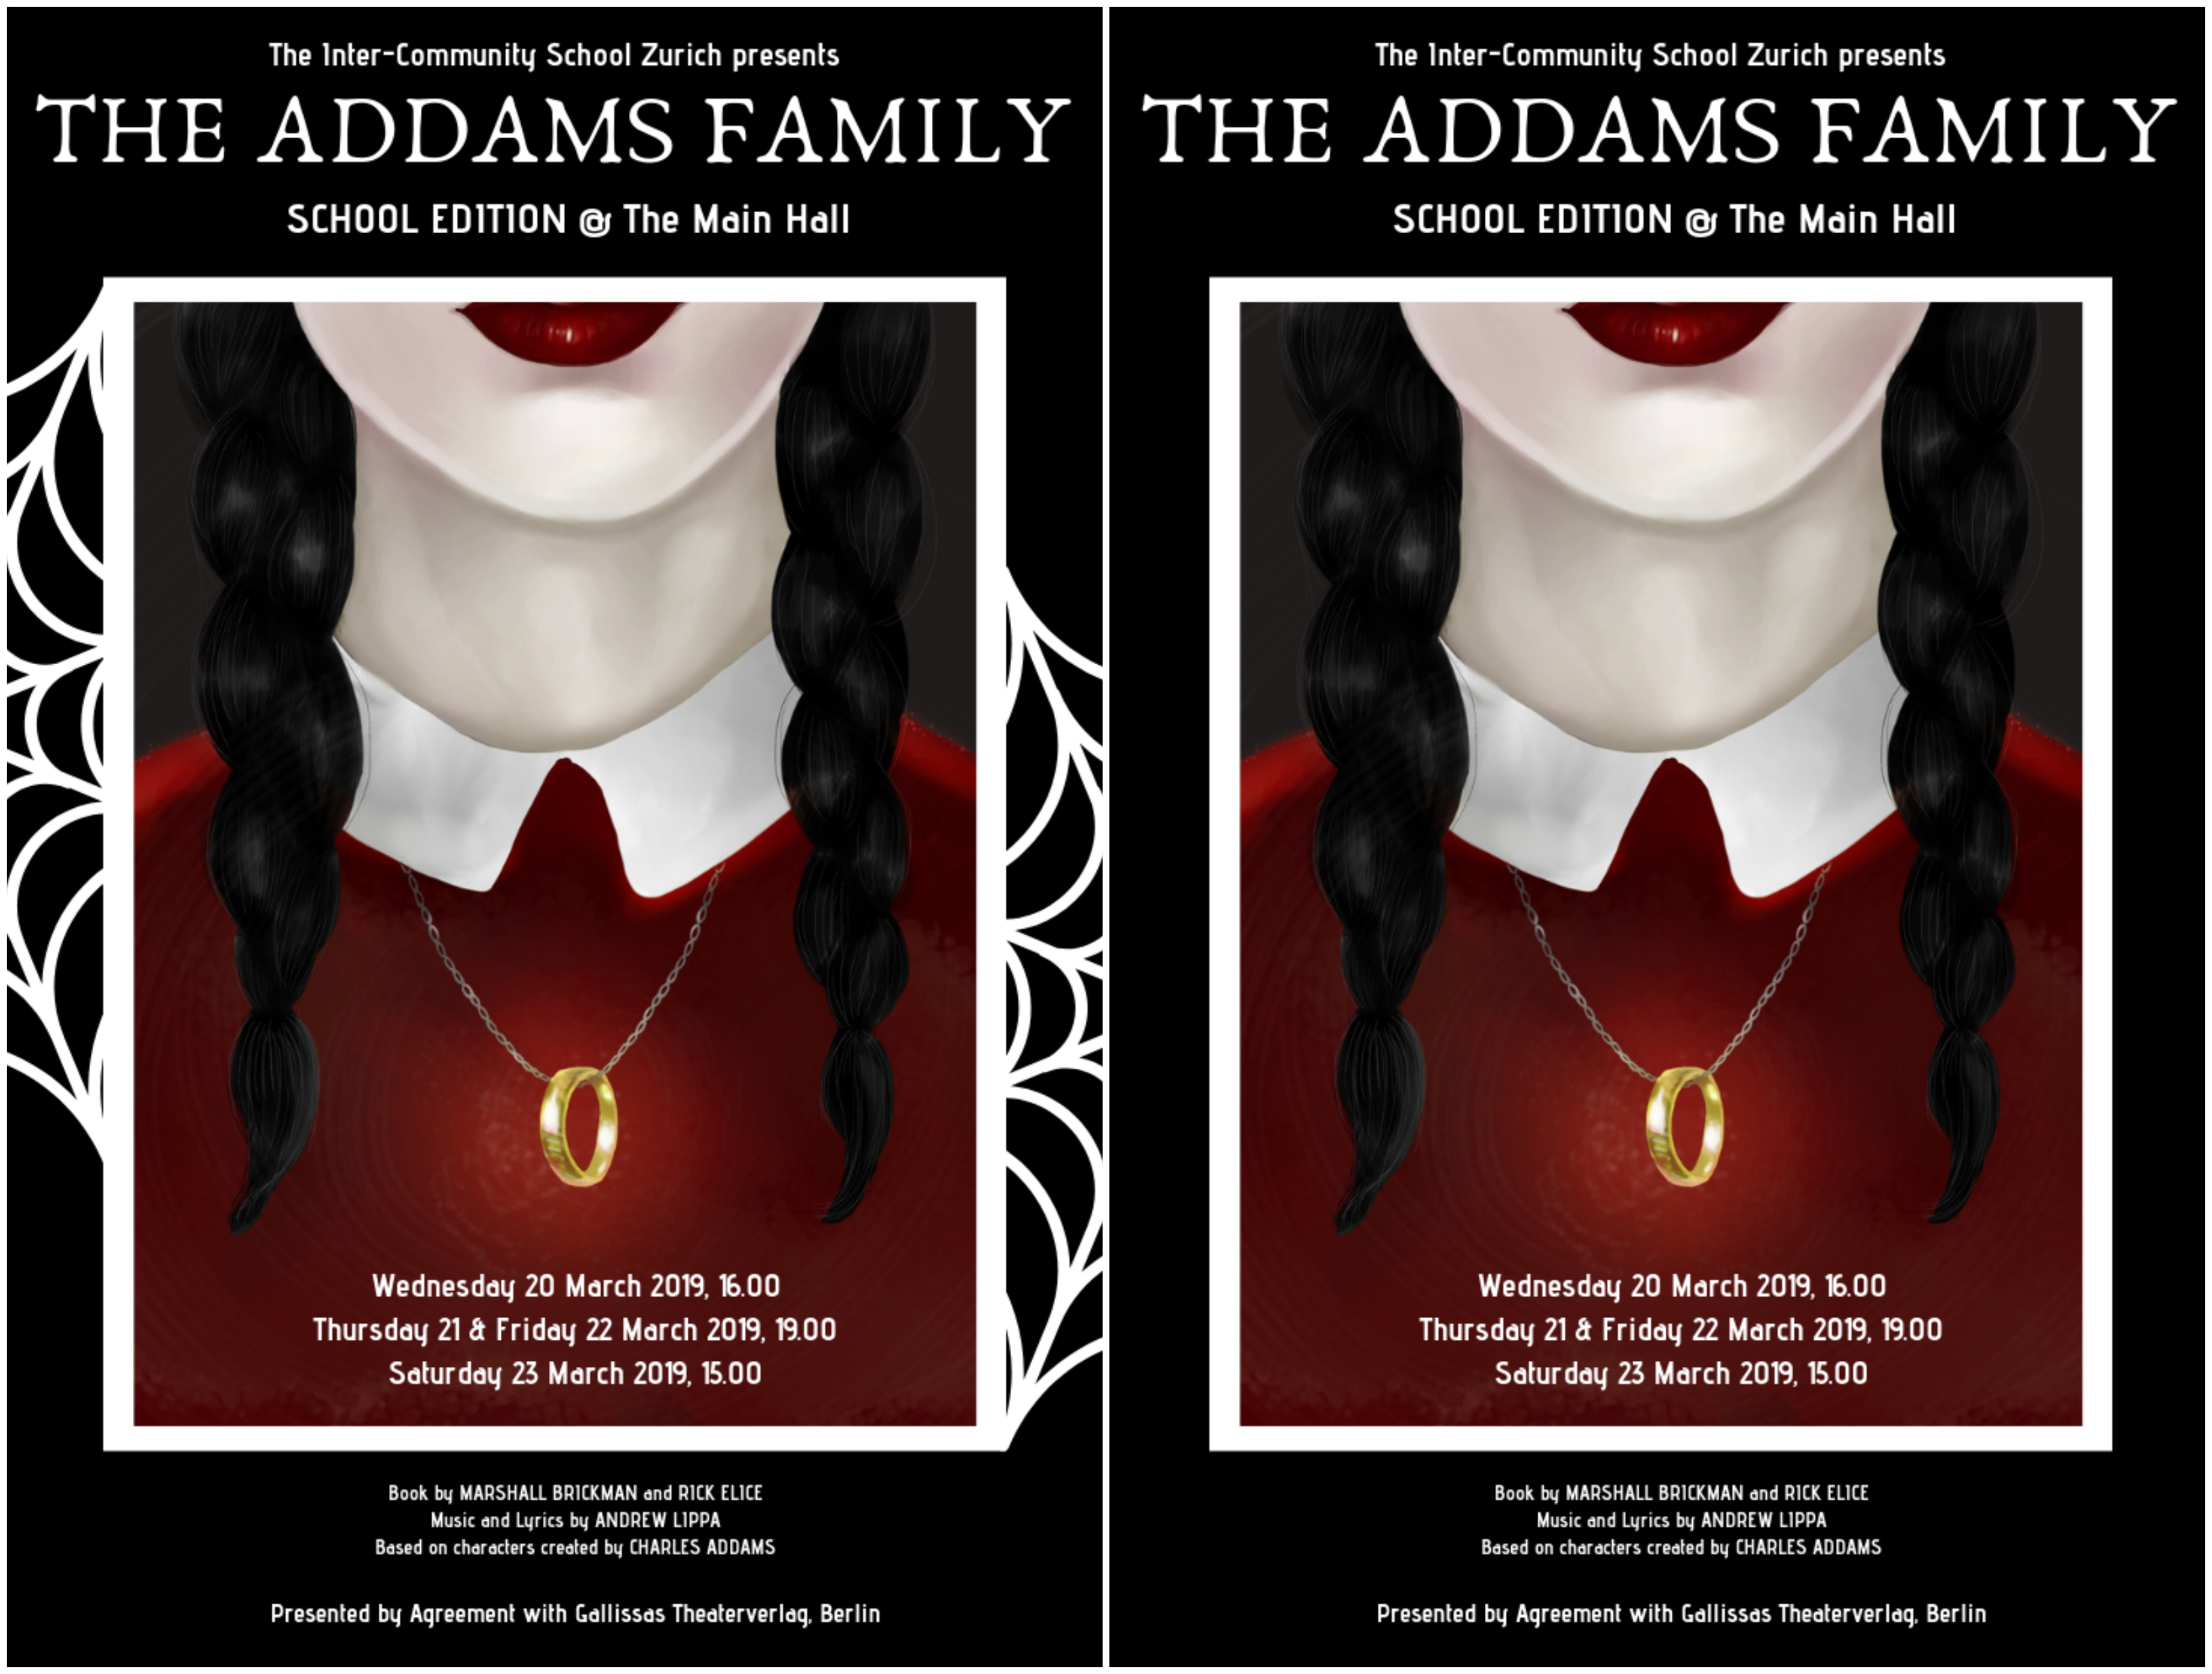 The Inter-Community School Zurich presents
THE ADDAMS FAMILY
SCHOOL EDITION @ The Main Hall
Wednesday 20 March 2019, 16.00
Thursday 21 & Friday 22 March 2019, 19.00
Saturday 23 March 2019, 15.00
Book by MARSHALL BRICKMAN and RICK ELICE
Music and Lyrics by ANDREW LIPPA
Based on characters created by CHARLES ADDAMS
Presented by Agreement with Gallissas Theaterverlag, Berlin
The Inter-Community School Zurich presents
THE ADDAMS FAMILY
SCHOOL EDITION @ The Main Hall
Wednesday 20 March 2019, 16.00
Thursday 21 & Friday 22 March 2019, 19.00
Saturday 23 March 2019, 15.00
Book by MARSHALL BRICKMAN and RICK ELICE
Music and Lyrics by ANDREW LIPPA
Based on characters created by CHARLES ADDAMS
Presented by Agreement with Gallissas Theaterverlag, Berlin